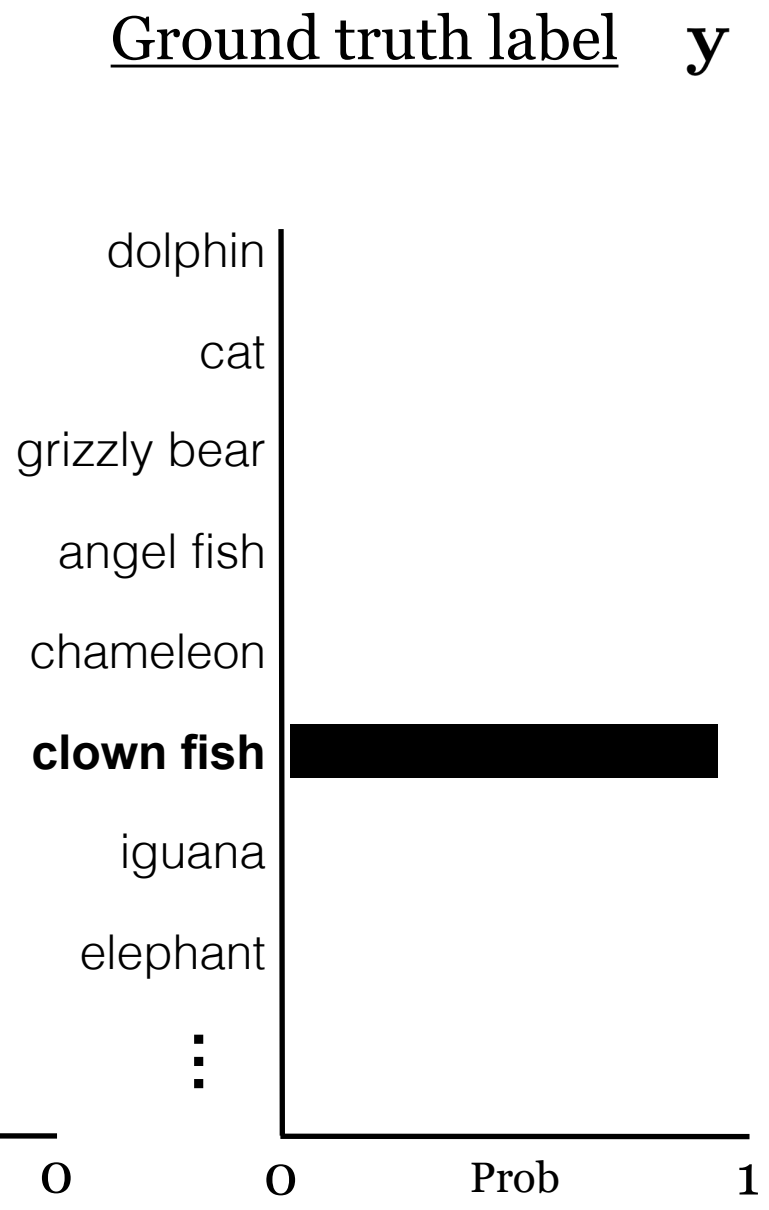 Ground truth label y
dolphin
cat
grizzly bear
angel fish
chameleon
clown fish
iguana
elephant
⋮
0 0 Prob 1